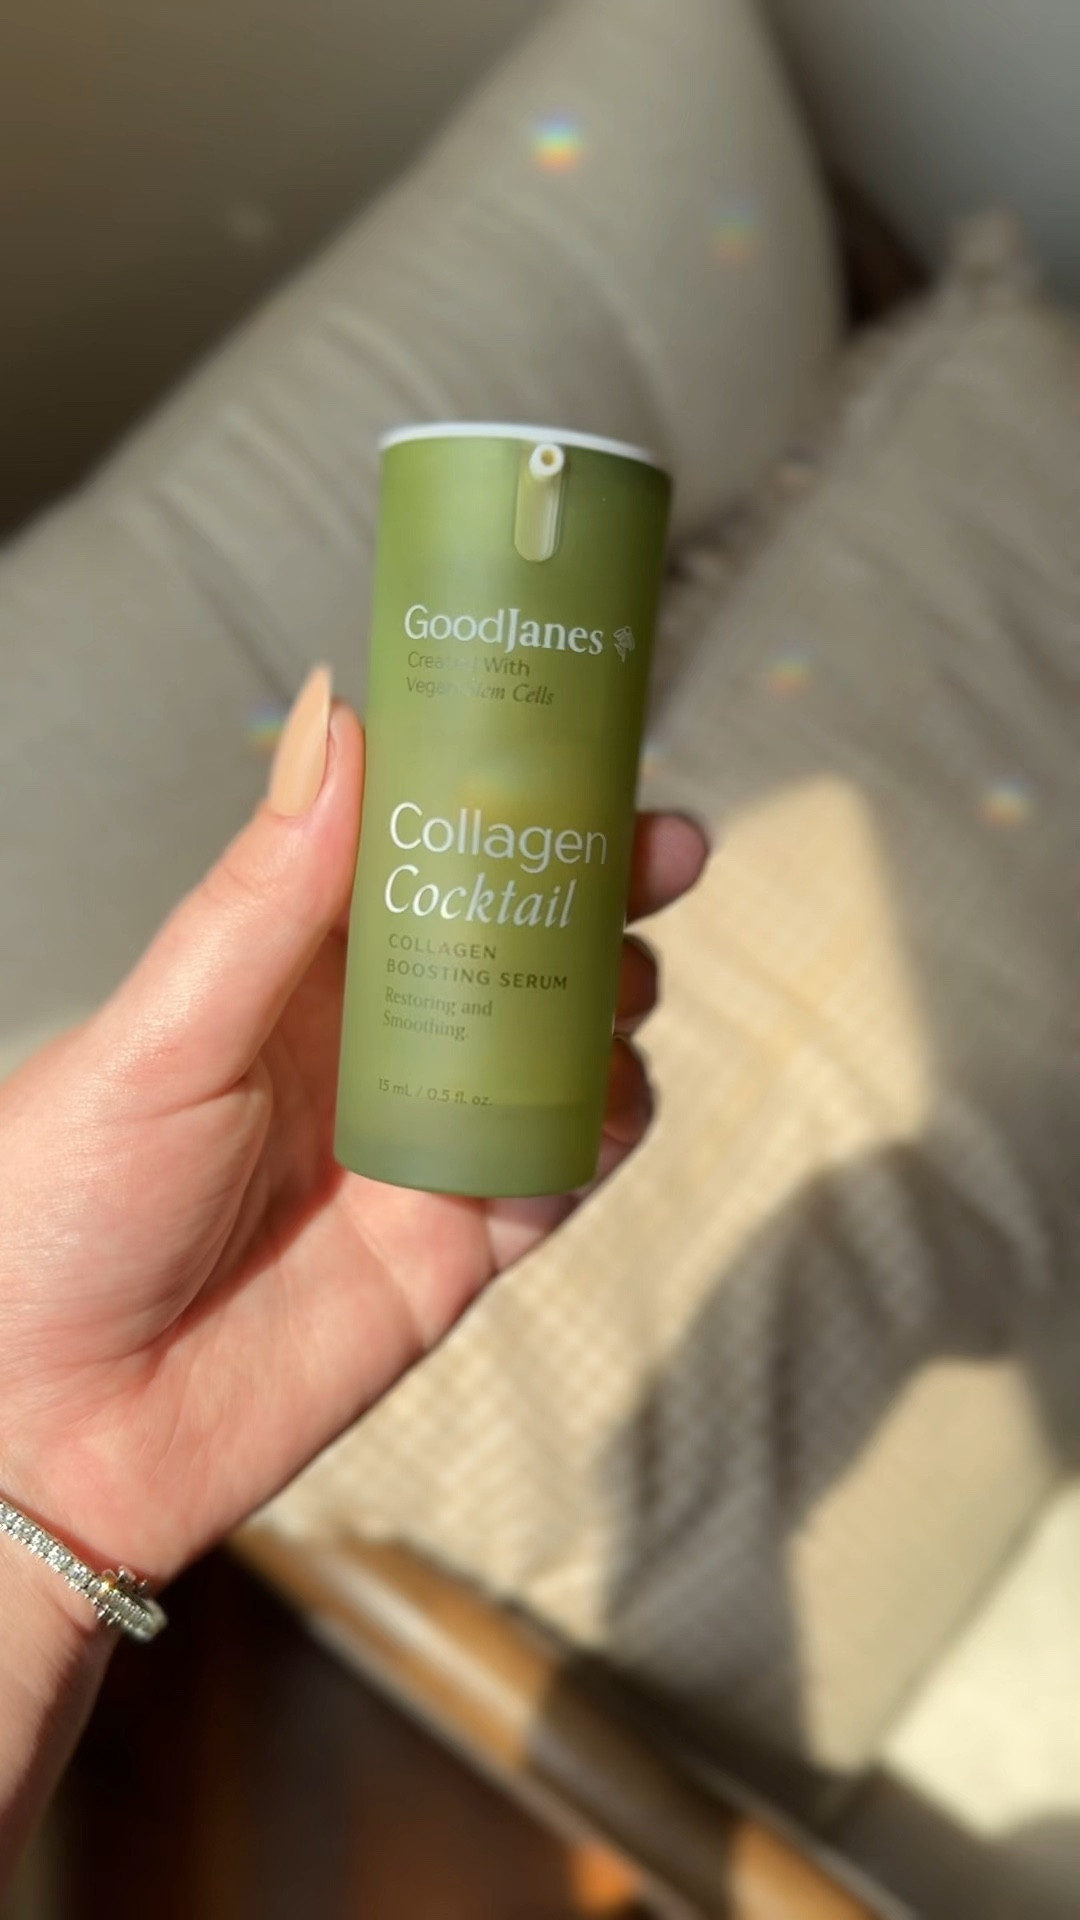 GoodJanes
Created With
Vegan Stem Cells
Collagen
Cocktail
COLLAGEN
BOOSTING SERUM
Restoring and
Smoothing.
15 mL / 0.5 fl. oz.